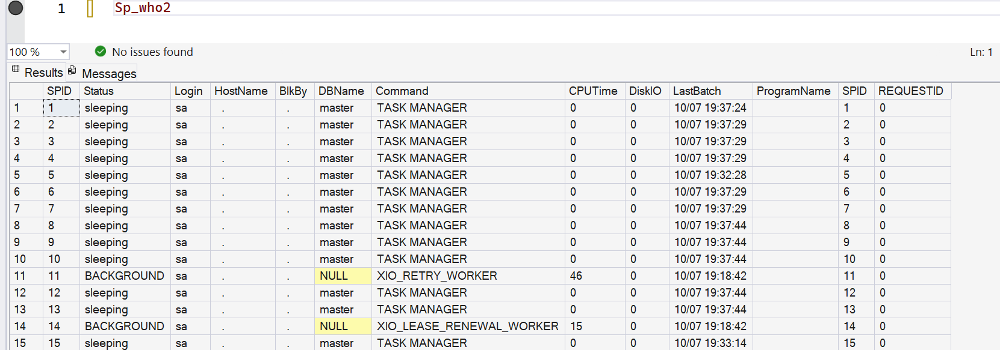 1 Sp_who2
100 % No issues found Ln: 1
Results Messages
SPID Status Login HostName BlkBy DBName Command CPUTime DiskIO LastBatch ProgramName SPID REQUESTID
1 1 sleeping sa . . master TASK MANAGER 0 0 10/07 19:37:24 1 0
2 2 sleeping sa . . master TASK MANAGER 0 0 10/07 19:37:29 2 0
3 3 sleeping sa . . master TASK MANAGER 0 0 10/07 19:37:29 3 0
4 4 sleeping sa . . master TASK MANAGER 0 0 10/07 19:37:29 4 0
5 5 sleeping sa . . master TASK MANAGER 0 0 10/07 19:32:28 5 0
6 6 sleeping sa . . master TASK MANAGER 0 0 10/07 19:37:29 6 0
7 7 sleeping sa . . master TASK MANAGER 0 0 10/07 19:37:29 7 0
8 8 sleeping sa . . master TASK MANAGER 0 0 10/07 19:37:44 8 0
9 9 sleeping sa . . master TASK MANAGER 0 0 10/07 19:37:44 9 0
10 10 sleeping sa . . master TASK MANAGER 0 0 10/07 19:37:44 10 0
11 11 BACKGROUND sa . . NULL XIO_RETRY_WORKER 46 0 10/07 19:18:42 11 0
12 12 sleeping sa . . master TASK MANAGER 0 0 10/07 19:37:44 12 0
13 13 sleeping sa . . master TASK MANAGER 0 0 10/07 19:37:44 13 0
14 14 BACKGROUND sa . . NULL XIO_LEASE_RENEWAL_WORKER 15 0 10/07 19:18:42 14 0
15 15 sleeping sa . . master TASK MANAGER 0 0 10/07 19:33:14 15 0